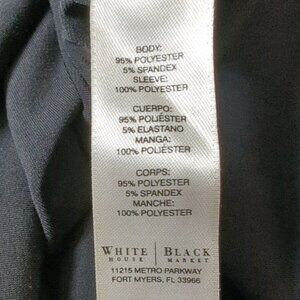 BODY:
95% POLYESTER
5% SPANDEX
SLEEVE:
100% POLYESTER
CUERPO:
95% POLIÉSTER
5% ELASTANO
MANGA:
100% POLIÉSTER
CORPS:
95% POLYESTER
5% SPANDEX
MANCHE:
100% POLYESTER
WHITE | BLACK
HOUSE | MARKET
11215 METRO PARKWAY
FORT MYERS, FL 33966